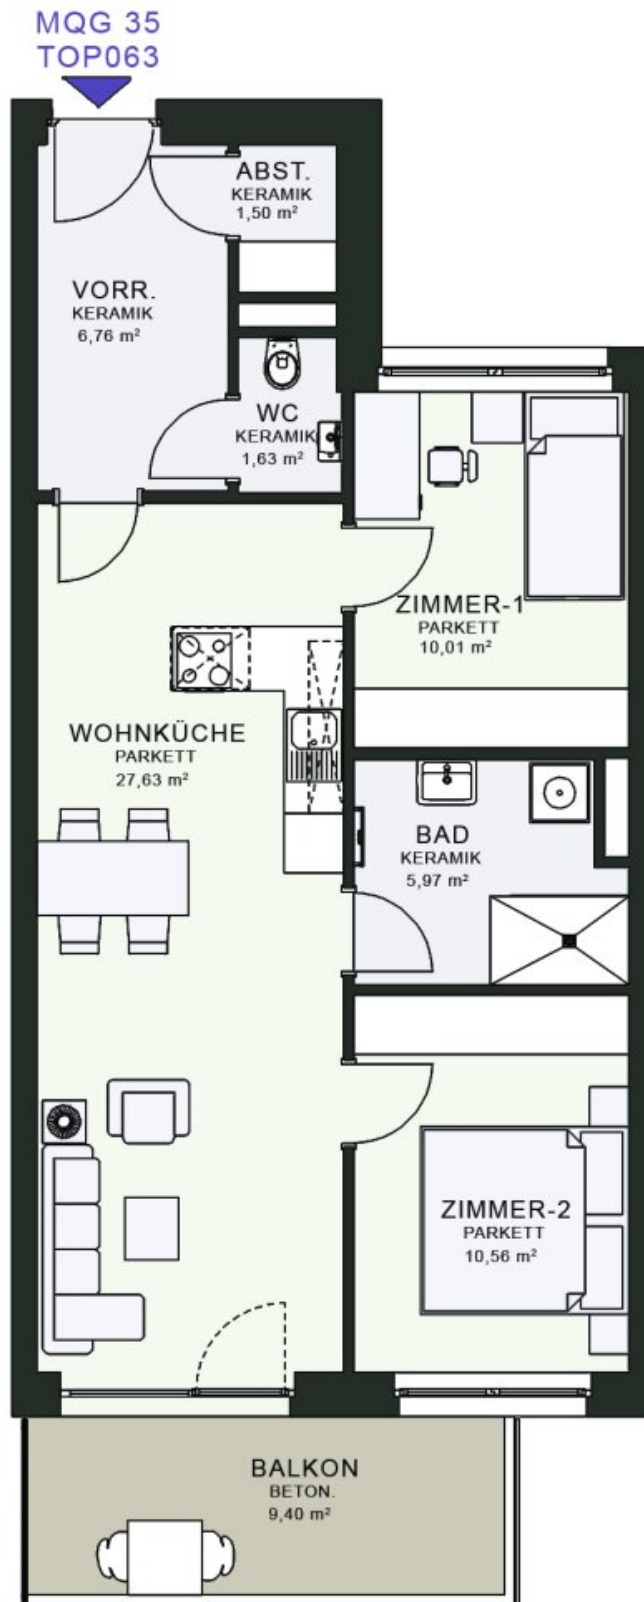 MQG 35
TOP063
ABST.
KERAMIK
1,50 m²
VORR.
KERAMIK
6,76 m²
WC
KERAMIK
1,63 m²
ZIMMER-1
PARKETT
10,01 m²
WOHNKÜCHE
PARKETT
27,63 m²
BAD
KERAMIK
5,97 m²
ZIMMER-2
PARKETT
10,56 m²
BALKON
BETON.
9,40 m²